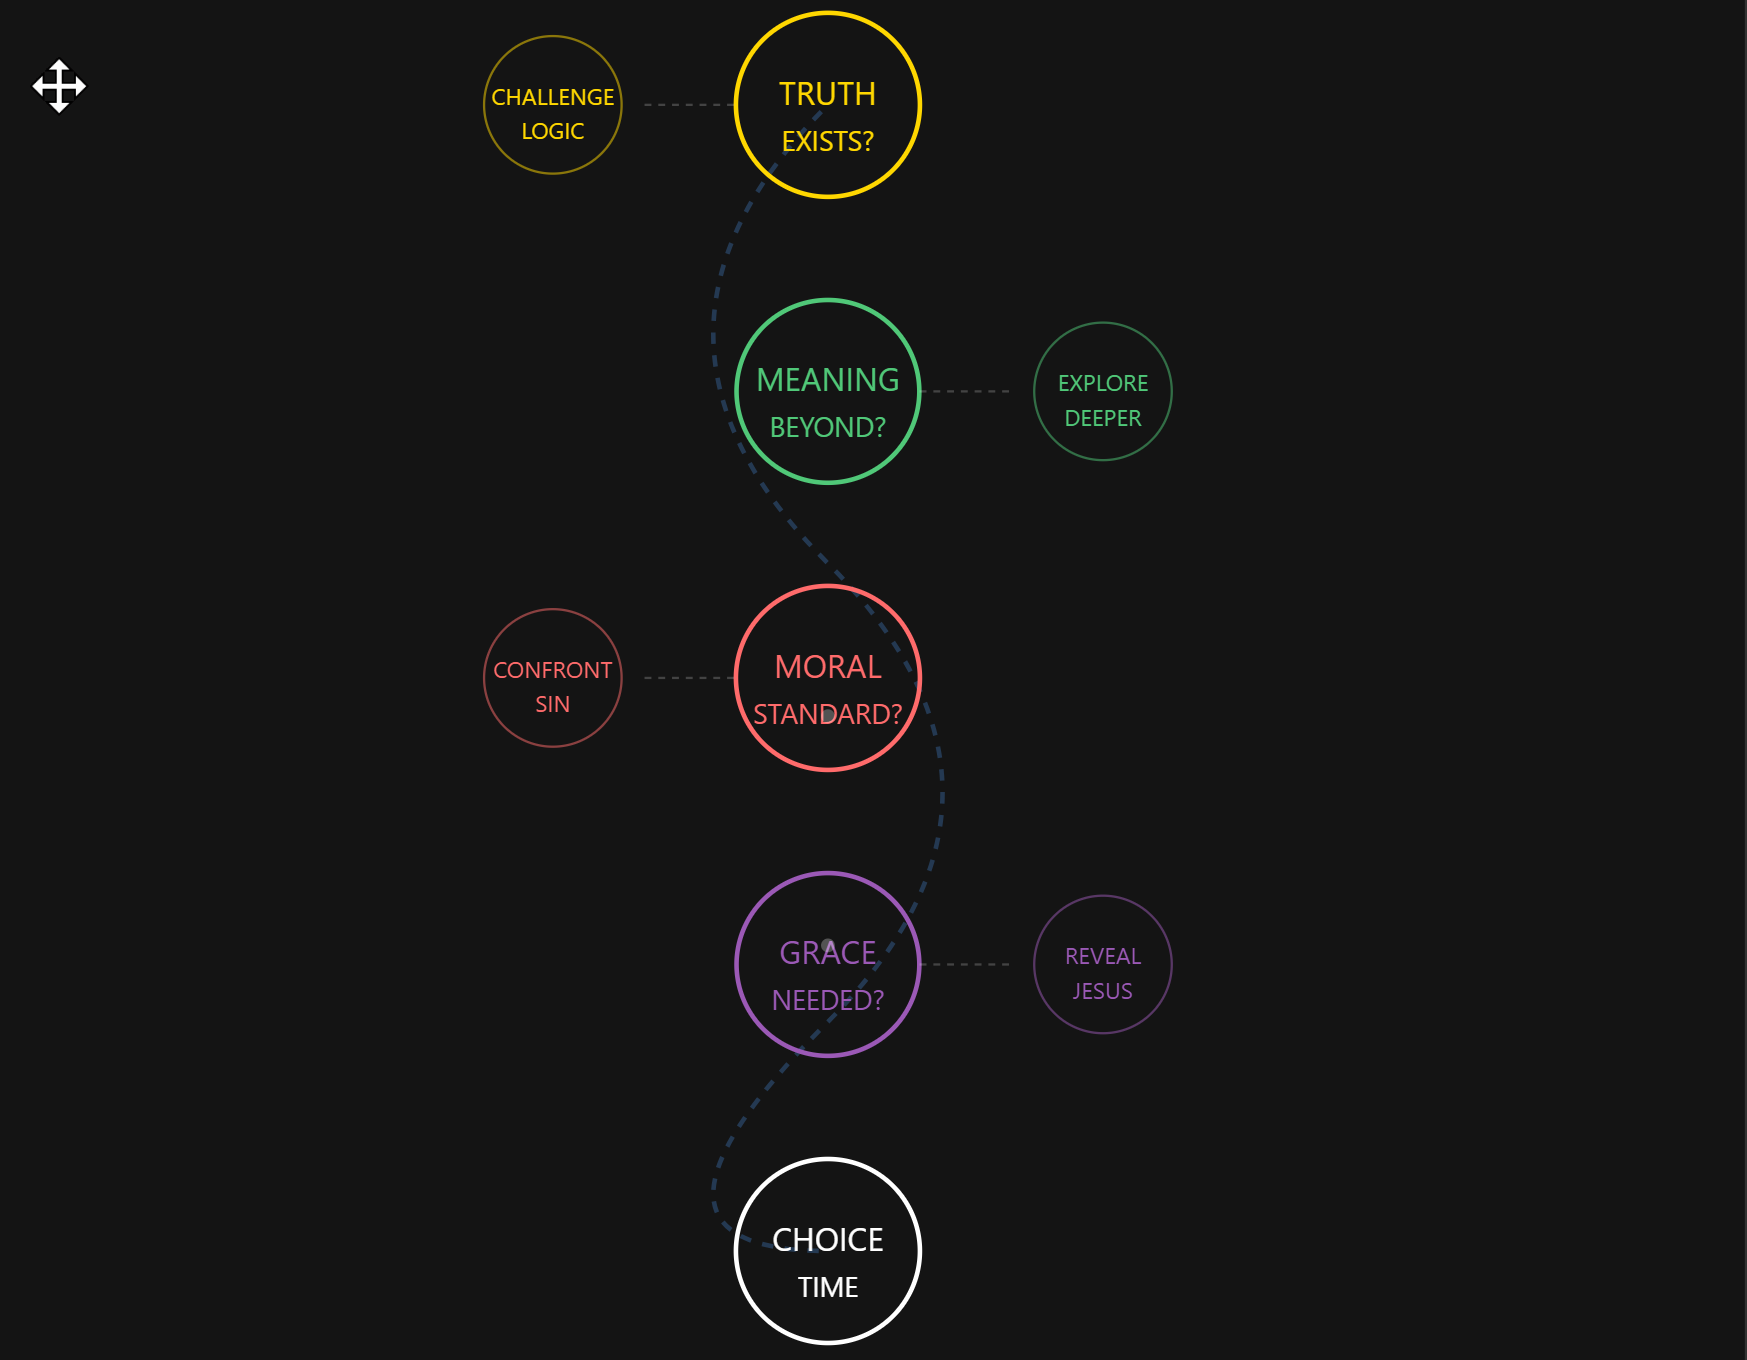 CHALLENGE
LOGIC
TRUTH
EXISTS?
MEANING
BEYOND?
EXPLORE
DEEPER
CONFRONT
SIN
MORAL
STANDARD?
GRACE
NEEDED?
REVEAL
JESUS
CHOICE
TIME